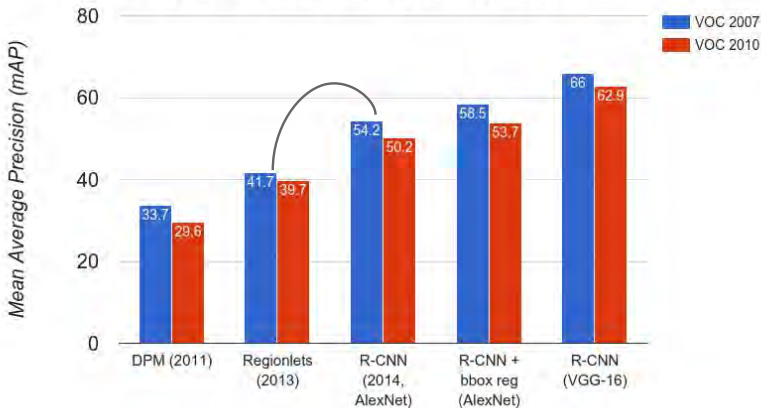 80
VOC 2007
VOC 2010
Mean Average Precision (mAP)
60
66
62.9
58.5
53.7
54.2
50.2
40
41.7
39.7
33.7
29.6
20
0
DPM (2011)
Regionlets
(2013)
R-CNN
(2014,
AlexNet)
R-CNN +
bbox reg
(AlexNet)
R-CNN
(VGG-16)